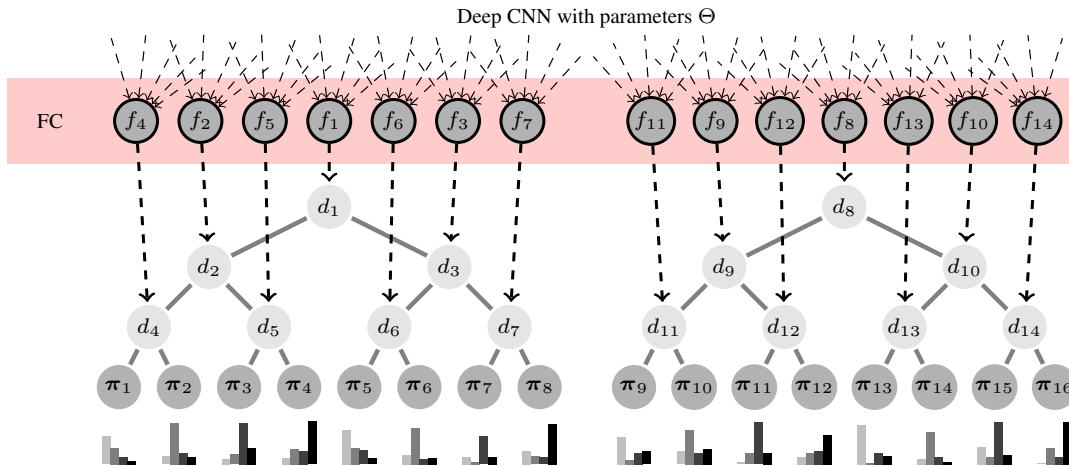 Deep CNN with parameters Θ
FC f₄ f₂ f₅ f₁ f₆ f₃ f₇ f₁₁ f₉ f₁₂ f₈ f₁₃ f₁₀ f₁₄
d₁ d₈
d₂ d₃ d₉ d₁₀
d₄ d₅ d₆ d₇ d₁₁ d₁₂ d₁₃ d₁₄
π₁ π₂ π₃ π₄ π₅ π₆ π₇ π₈ π₉ π₁₀ π₁₁ π₁₂ π₁₃ π₁₄ π₁₅ π₁₆